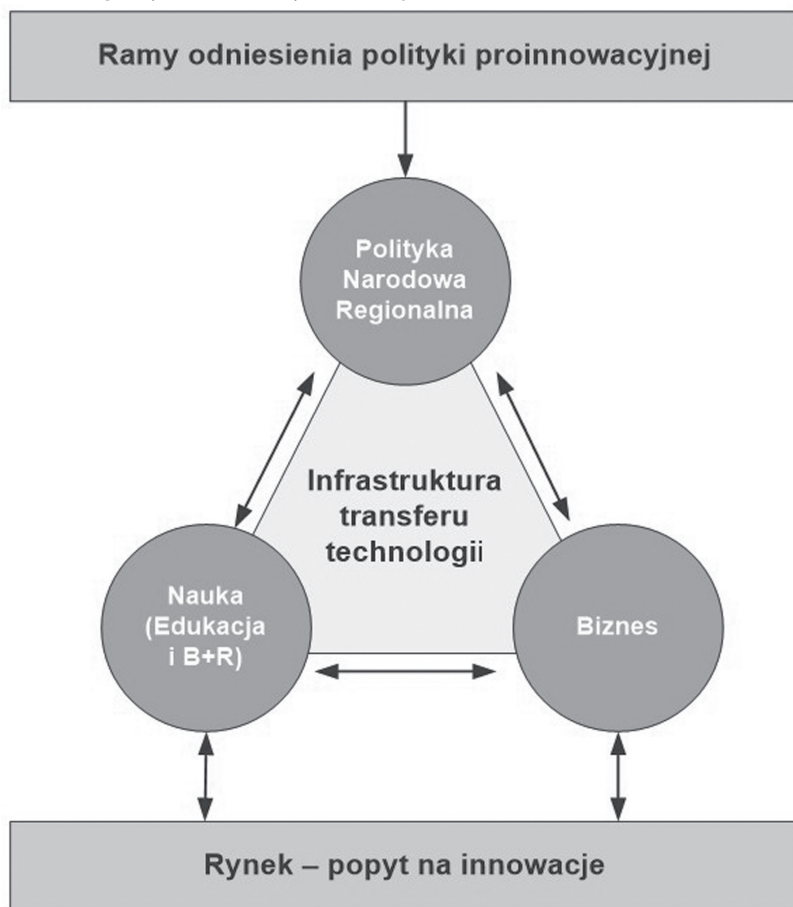 Ramy odniesienia polityki proinnowacyjnej
Polityka
Narodowa
Regionalna
Infrastruktura
transferu
technologii
Nauka
(Edukacja
i B+R)
Biznes
Rynek – popyt na innowacje